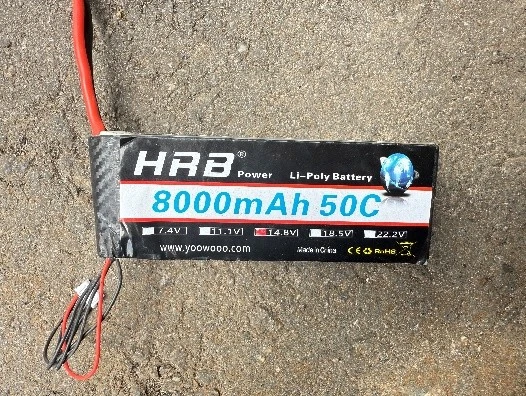 HRB® Power Li-Poly Battery
8000mAh 50C
7.4V 11.1V 14.8V 18.5V 22.2V
www.yoowooo.com Made in China CE RoHS